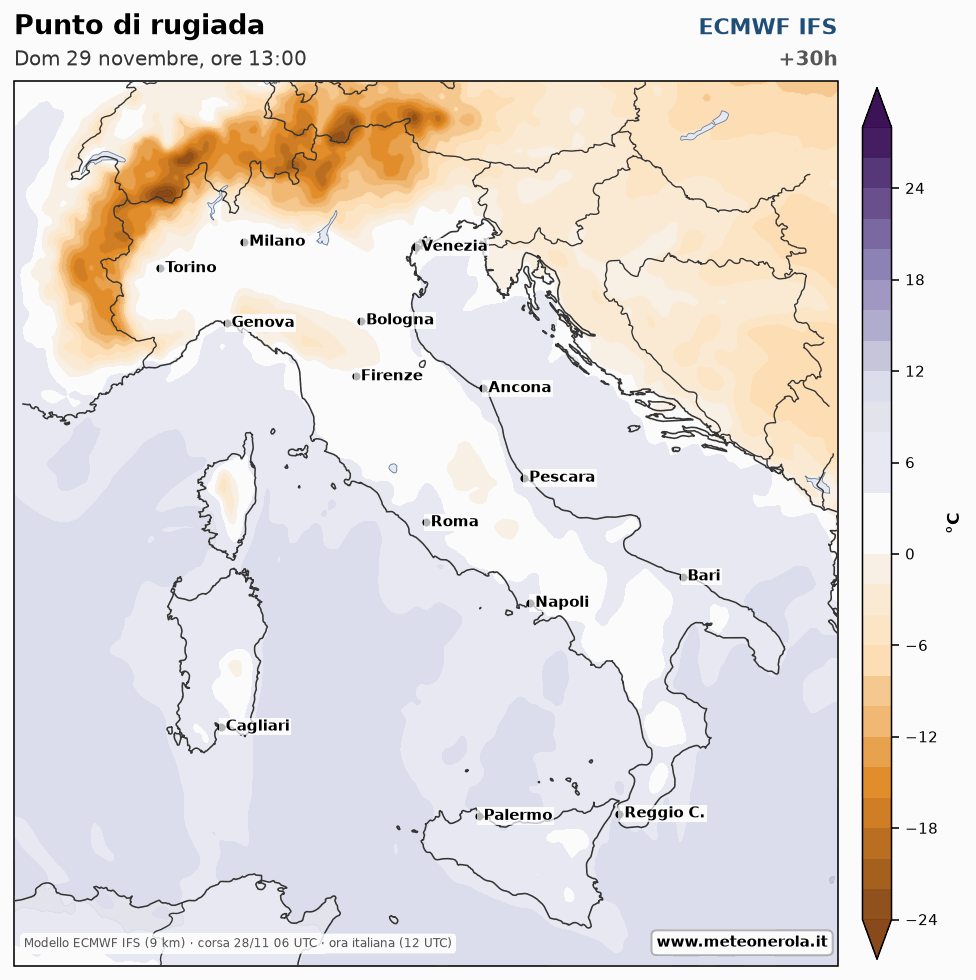 Punto di rugiada
ECMWF IFS
Dom 29 novembre, ore 13:00
+30h
Milano
Venezia
Torino
Genova
Bologna
Firenze
Ancona
Pescara
Roma
Bari
Napoli
Cagliari
Palermo
Reggio C.
24
18
12
6
0
−6
−12
−18
−24
°C
Modello ECMWF IFS (9 km) · corsa 28/11 06 UTC · ora italiana (12 UTC)
www.meteonerola.it